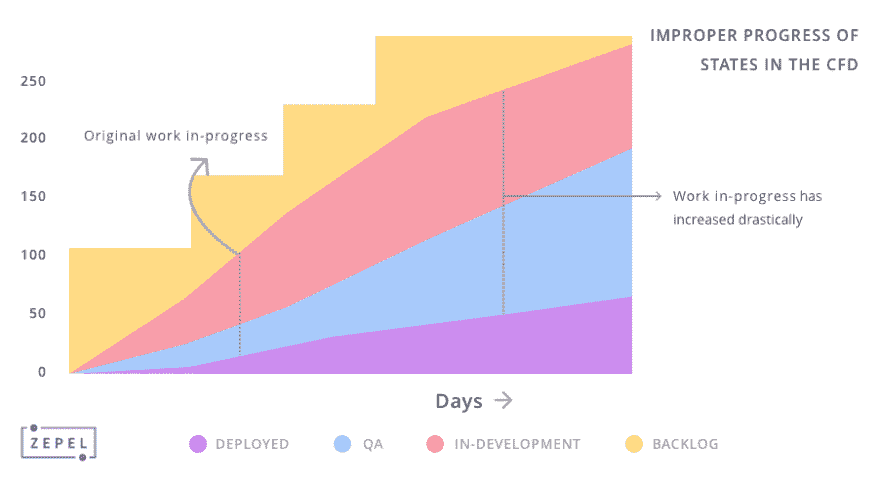 IMPROPER PROGRESS OF
STATES IN THE CFD
250
200
150
100
50
0
Original work in-progress
Work in-progress has
increased drastically
Days
ZEPEL
DEPLOYED
QA
IN-DEVELOPMENT
BACKLOG